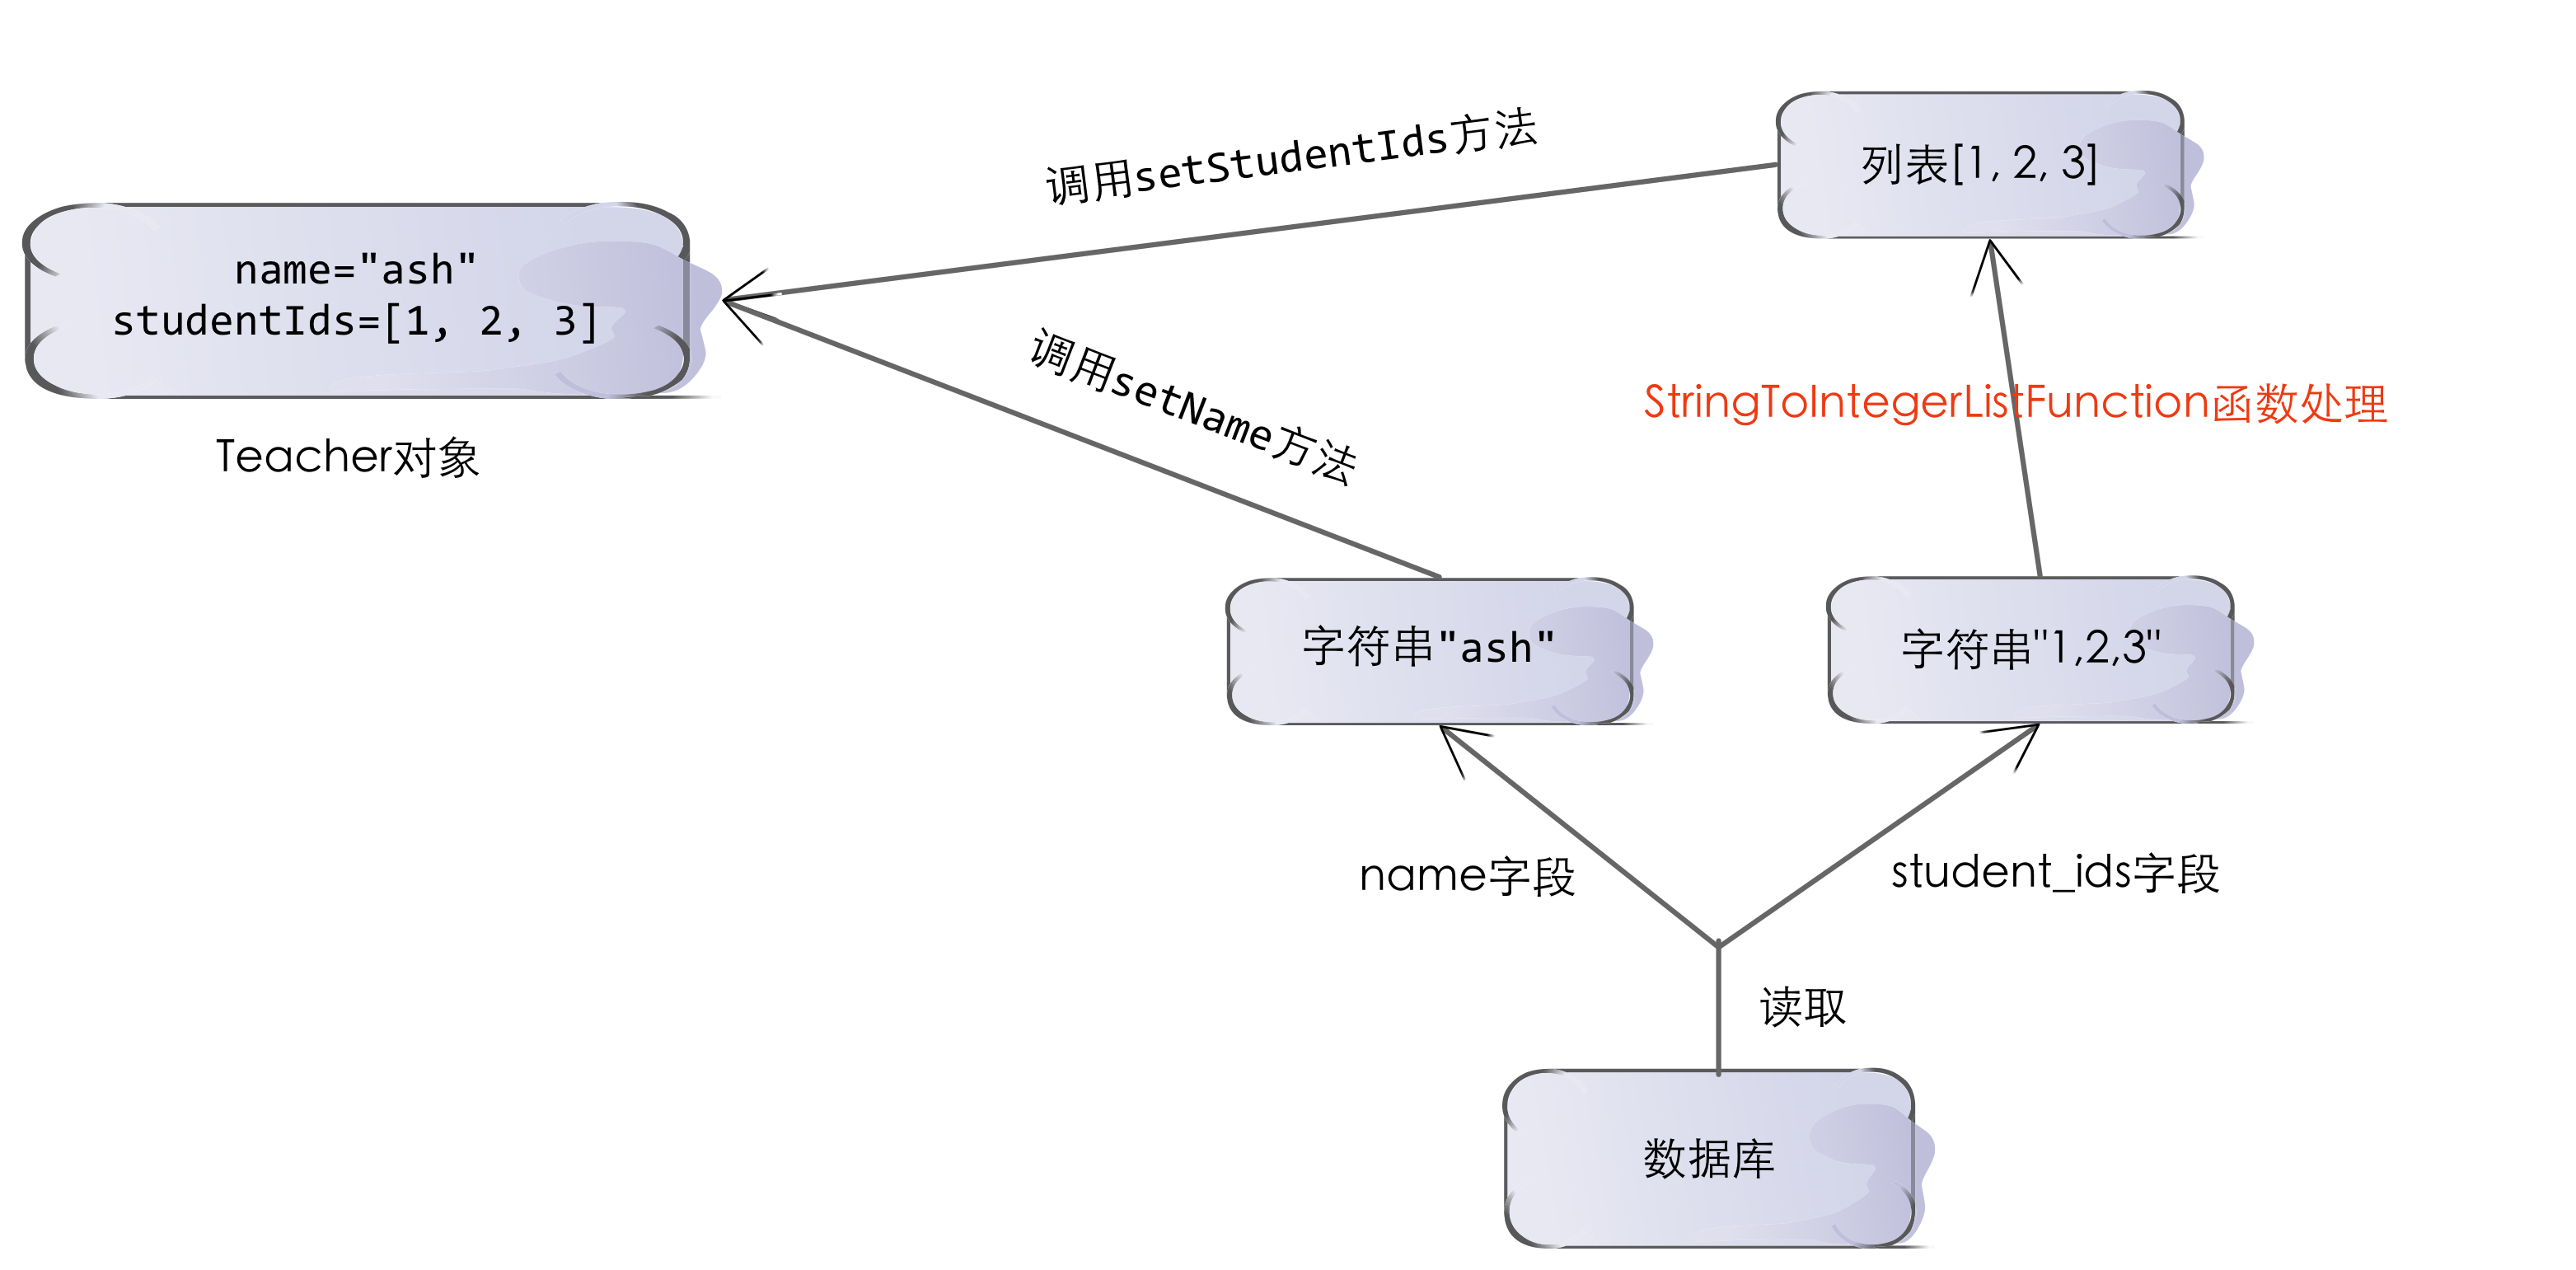 调用setStudentIds方法
列表[1, 2, 3]
name="ash"
studentIds=[1, 2, 3]
Teacher对象
调用setName方法
StringToIntegerListFunction函数处理
字符串"ash"
字符串"1,2,3"
name字段
student_ids字段
读取
数据库